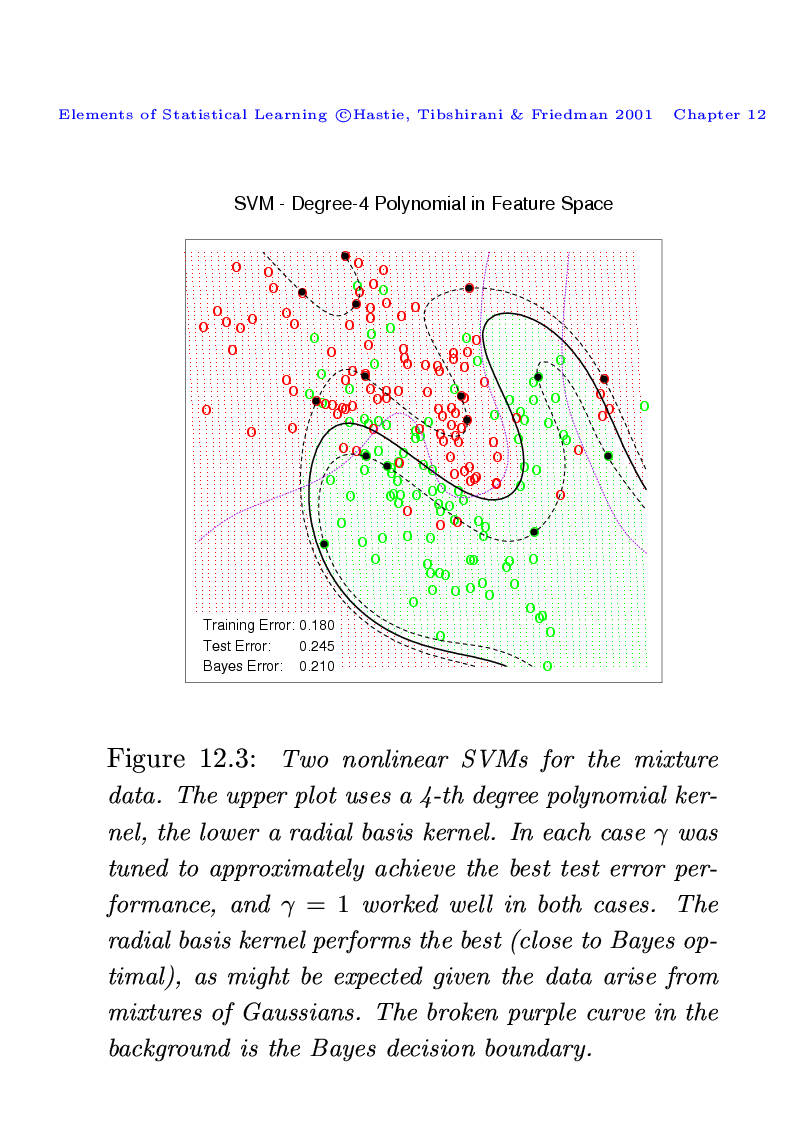 Elements of Statistical Learning ©Hastie, Tibshirani & Friedman 2001 Chapter 12
SVM - Degree-4 Polynomial in Feature Space
Training Error: 0.180
Test Error: 0.245
Bayes Error: 0.210
Figure 12.3: Two nonlinear SVMs for the mixture
data. The upper plot uses a 4-th degree polynomial ker-
nel, the lower a radial basis kernel. In each case γ was
tuned to approximately achieve the best test error per-
formance, and γ = 1 worked well in both cases. The
radial basis kernel performs the best (close to Bayes op-
timal), as might be expected given the data arise from
mixtures of Gaussians. The broken purple curve in the
background is the Bayes decision boundary.